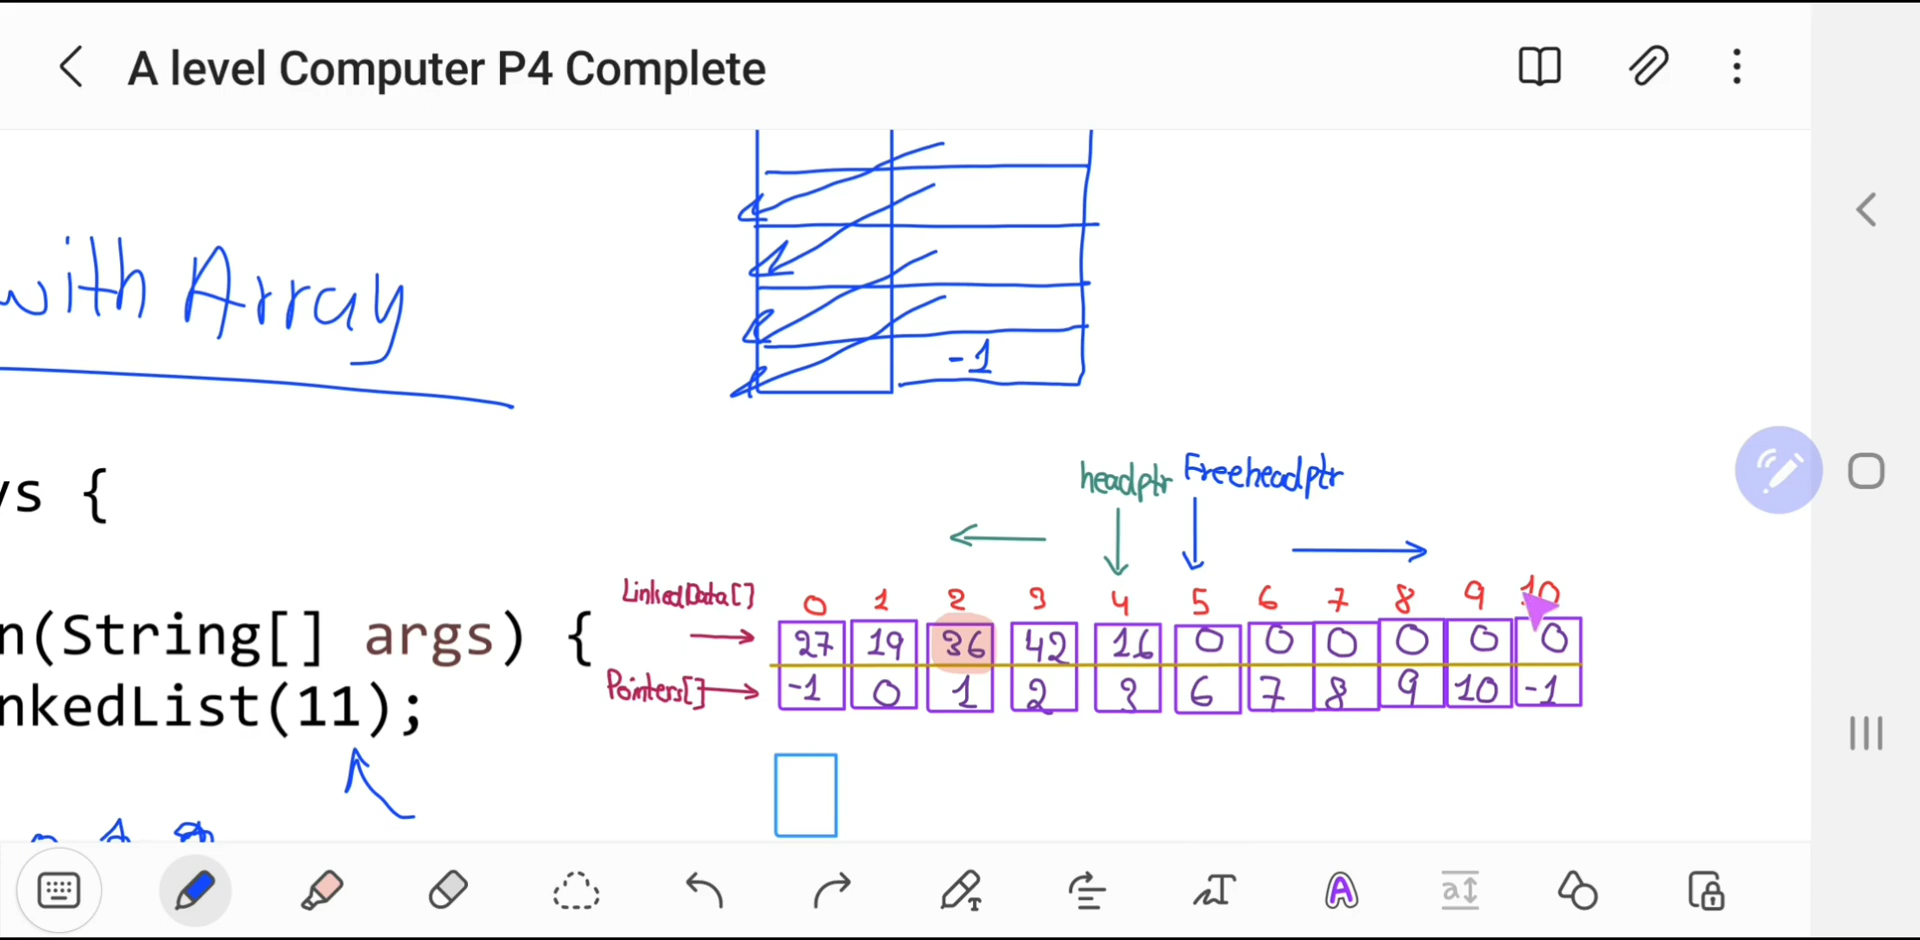 A level Computer P4 Complete
with Array
-1
headptr Freeheadptr
ys {
LinkedData[] 0 1 2 3 4 5 6 7 8 9 10
n(String[] args) {
27 19 36 42 16 0 0 0 0 0 0
Pointers[] -1 0 1 2 3 6 7 8 9 10 -1
nkedList(11);